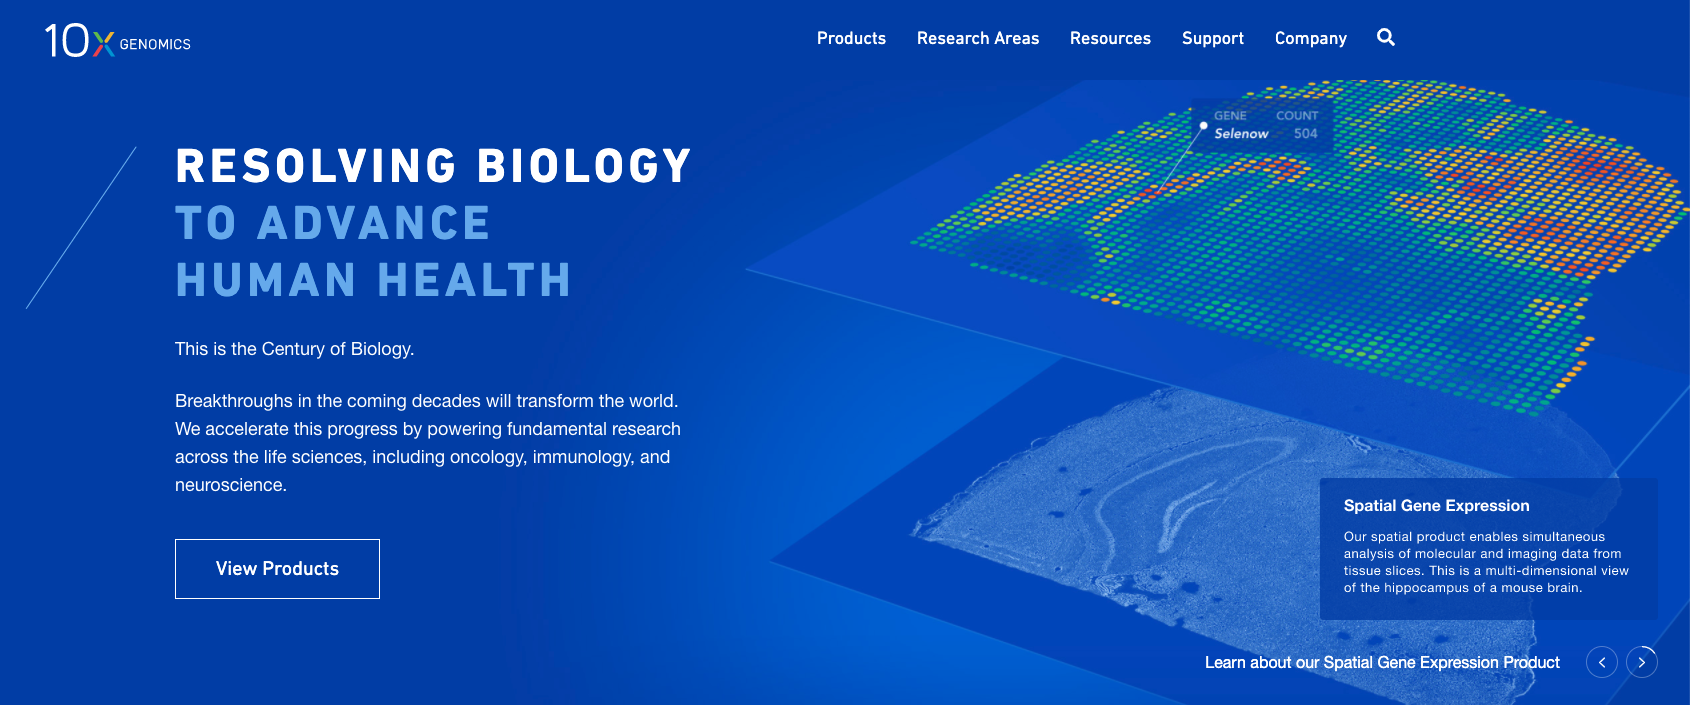 10x GENOMICS
Products Research Areas Resources Support Company
GENE COUNT
Selenow 504
RESOLVING BIOLOGY
TO ADVANCE
HUMAN HEALTH
This is the Century of Biology.
Breakthroughs in the coming decades will transform the world.
We accelerate this progress by powering fundamental research
across the life sciences, including oncology, immunology, and
neuroscience.
View Products
Spatial Gene Expression
Our spatial product enables simultaneous
analysis of molecular and imaging data from
tissue slices. This is a multi-dimensional view
of the hippocampus of a mouse brain.
Learn about our Spatial Gene Expression Product